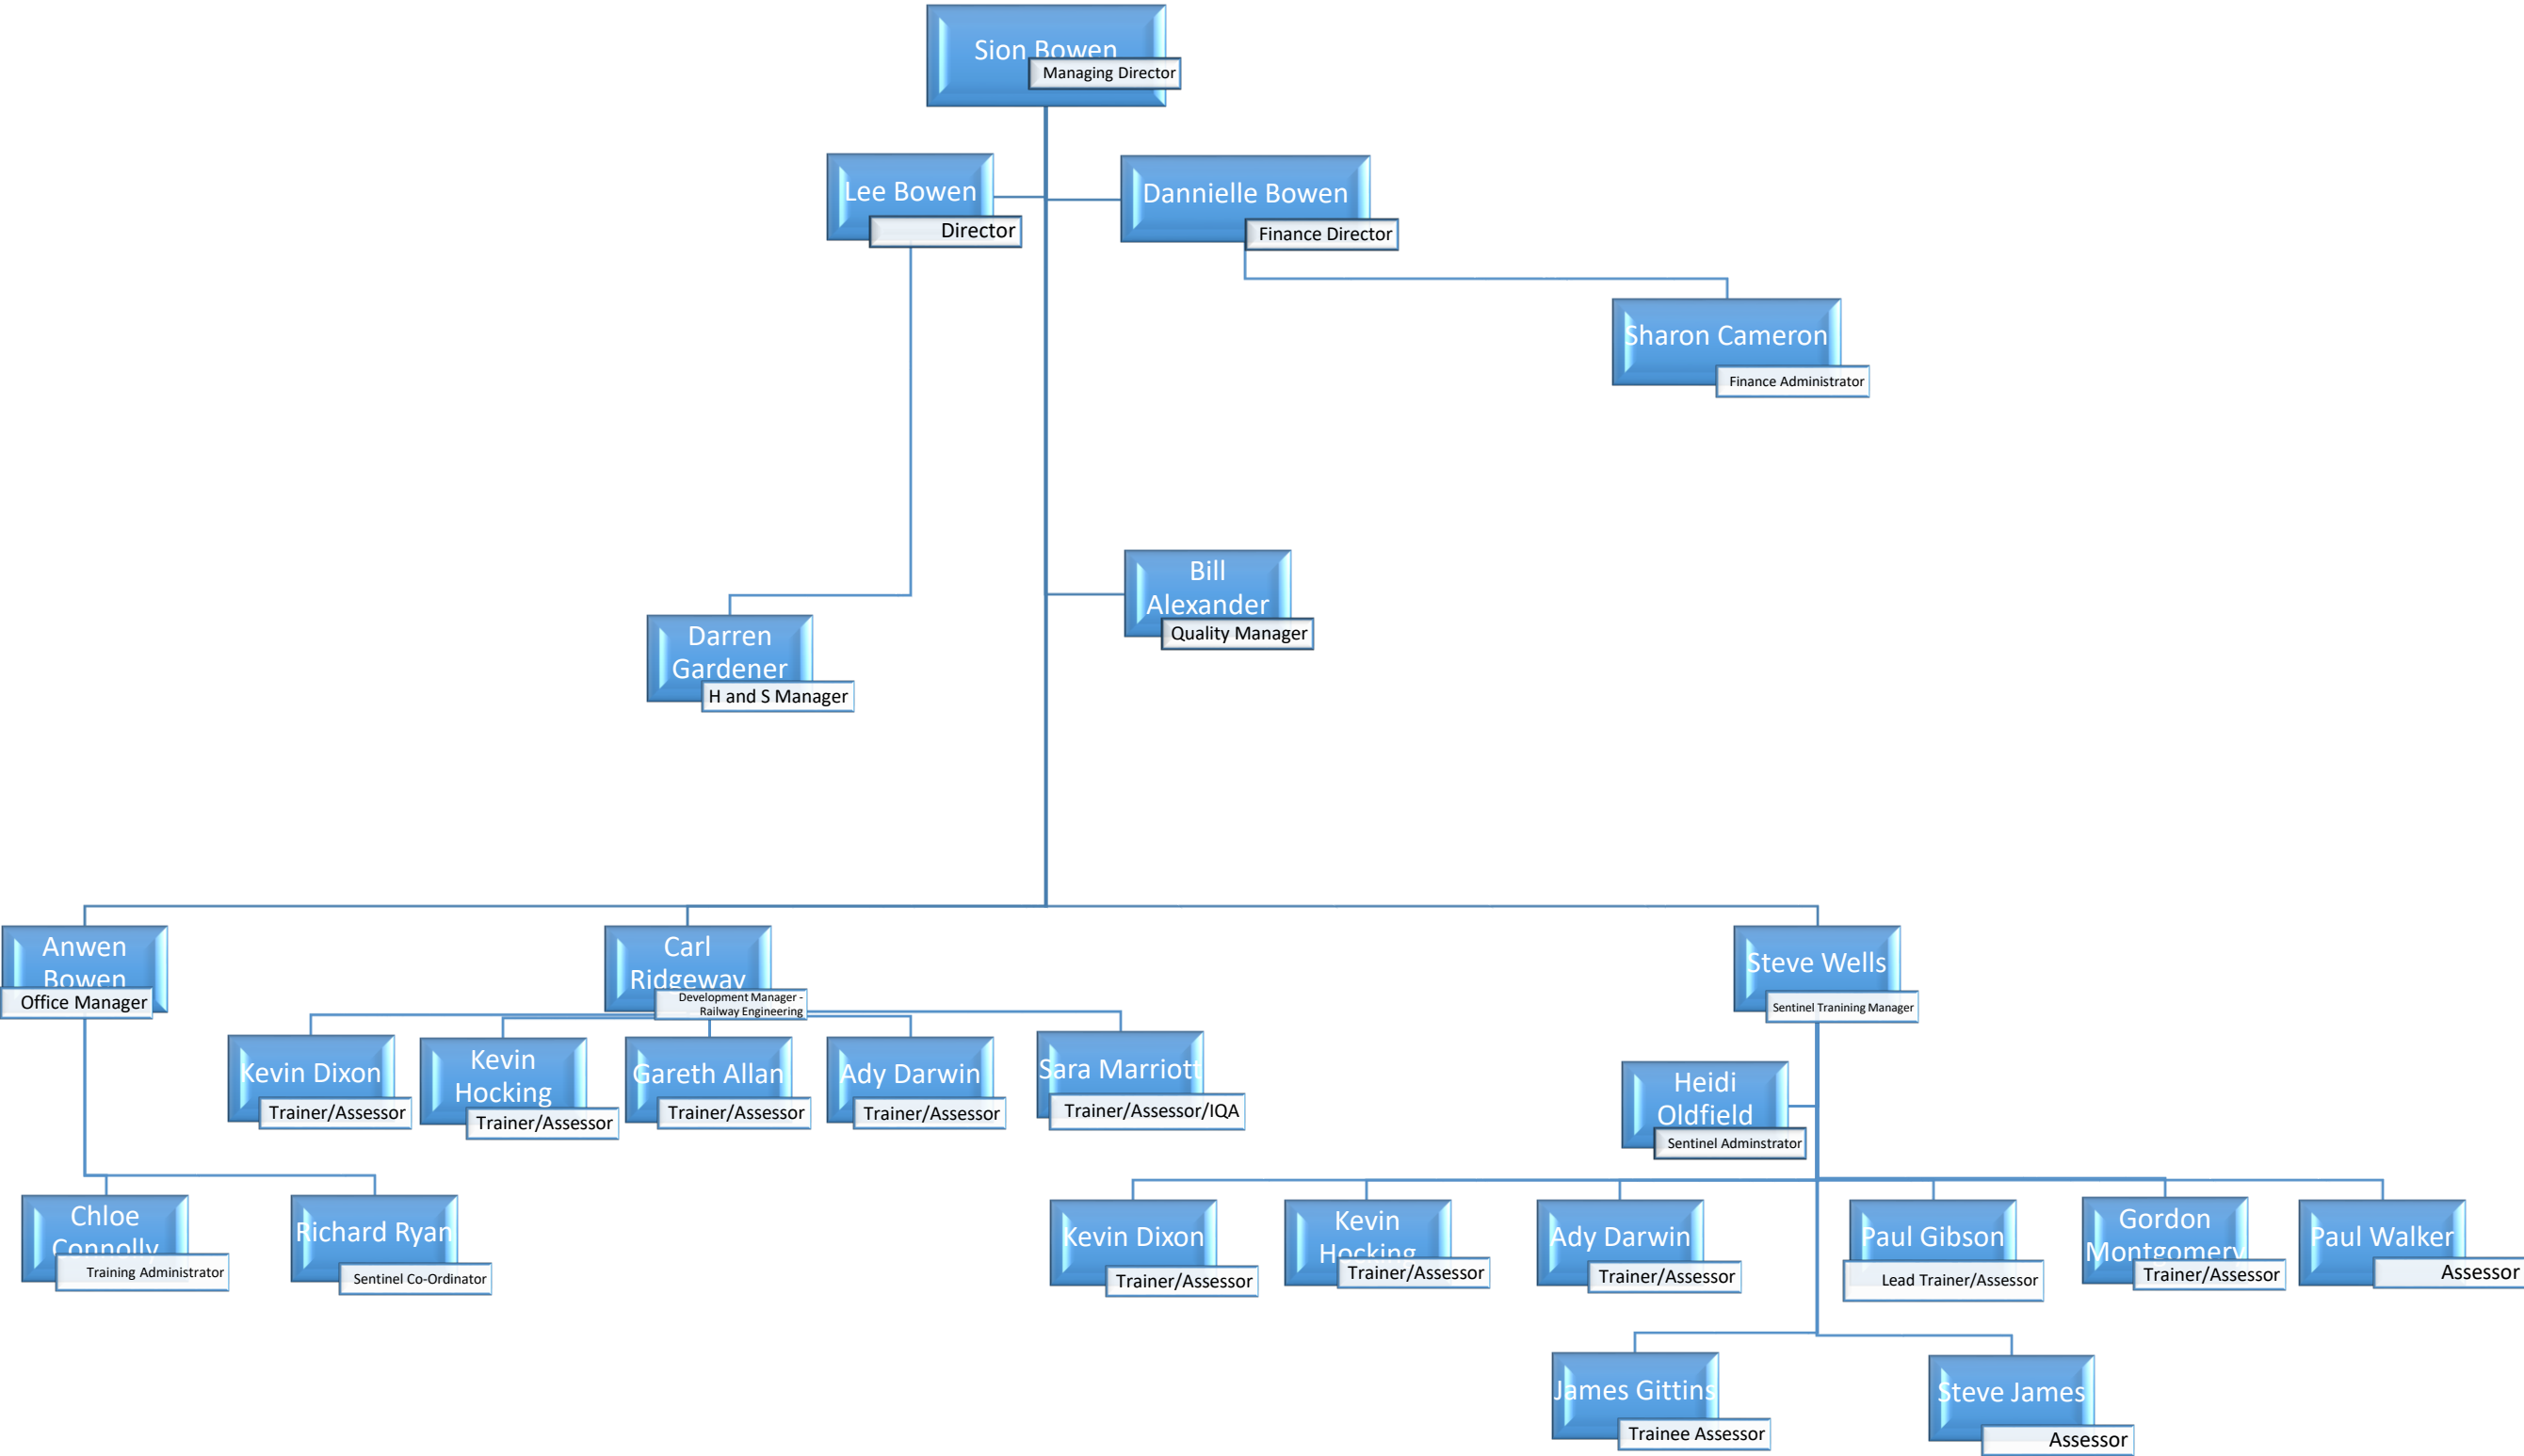 Sion Bowen
Managing Director
Lee Bowen
Director
Dannielle Bowen
Finance Director
Sharon Cameron
Finance Administrator
Bill
Alexander
Quality Manager
Darren
Gardener
H and S Manager
Anwen
Bowen
Office Manager
Carl
Ridgeway
Development Manager -
Railway Engineering
Steve Wells
Sentinel Tranining Manager
Kevin Dixon
Trainer/Assessor
Kevin
Hocking
Trainer/Assessor
Gareth Allan
Trainer/Assessor
Ady Darwin
Trainer/Assessor
Sara Marriott
Trainer/Assessor/IQA
Heidi
Oldfield
Sentinel Adminstrator
Chloe
Connolly
Training Administrator
Richard Ryan
Sentinel Co-Ordinator
Kevin Dixon
Trainer/Assessor
Kevin
Hocking
Trainer/Assessor
Ady Darwin
Trainer/Assessor
Paul Gibson
Lead Trainer/Assessor
Gordon
Montgomery
Trainer/Assessor
Paul Walker
Assessor
James Gittins
Trainee Assessor
Steve James
Assessor